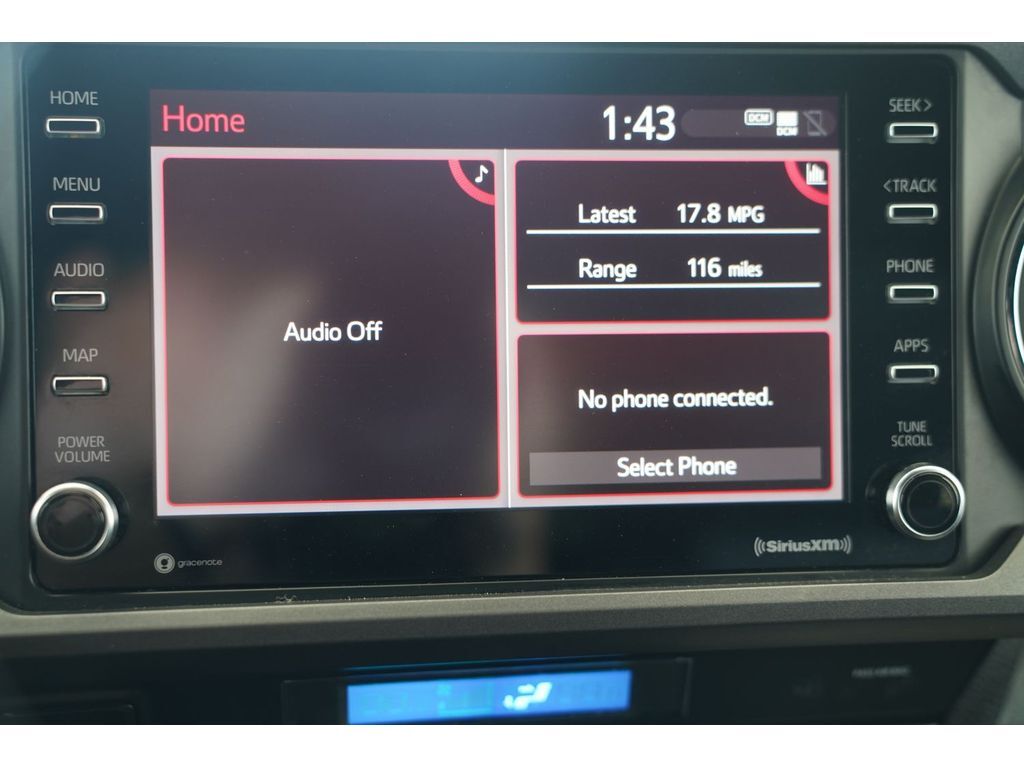 HOME
MENU
AUDIO
MAP
POWER
VOLUME
Home
1:43
DCM
DCM
Audio Off
Latest 17.8 MPG
Range 116 miles
No phone connected.
Select Phone
SEEK>
<TRACK
PHONE
APPS
TUNE
SCROLL
gracenote
((SiriusXM))